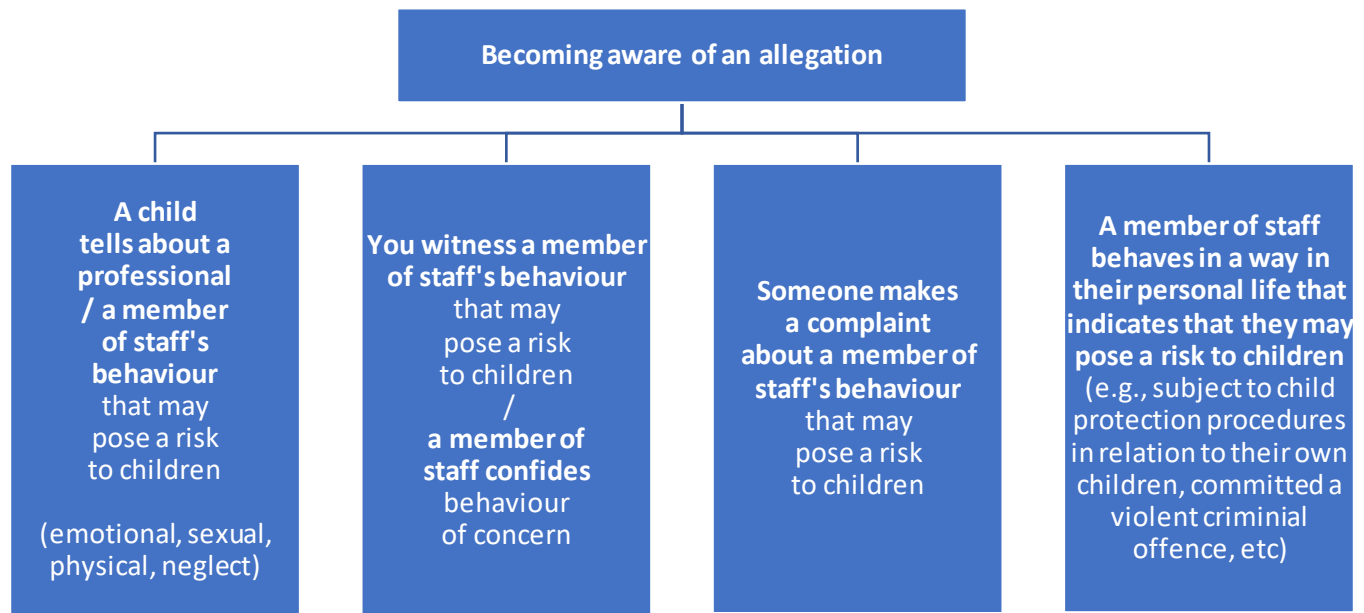 Becoming aware of an allegation
A child
tells about a
professional
/ a member
of staff's
behaviour
that may
pose a risk
to children
(emotional, sexual,
physical, neglect)
You witness a member
of staff's behaviour
that may
pose a risk
to children
/
a member of
staff confides
behaviour
of concern
Someone makes
a complaint
about a member of
staff's behaviour
that may
pose a risk
to children
A member of staff
behaves in a way in
their personal life that
indicates that they may
pose a risk to children
(e.g., subject to child
protection procedures
in relation to their own
children, committed a
violent criminial
offence, etc)